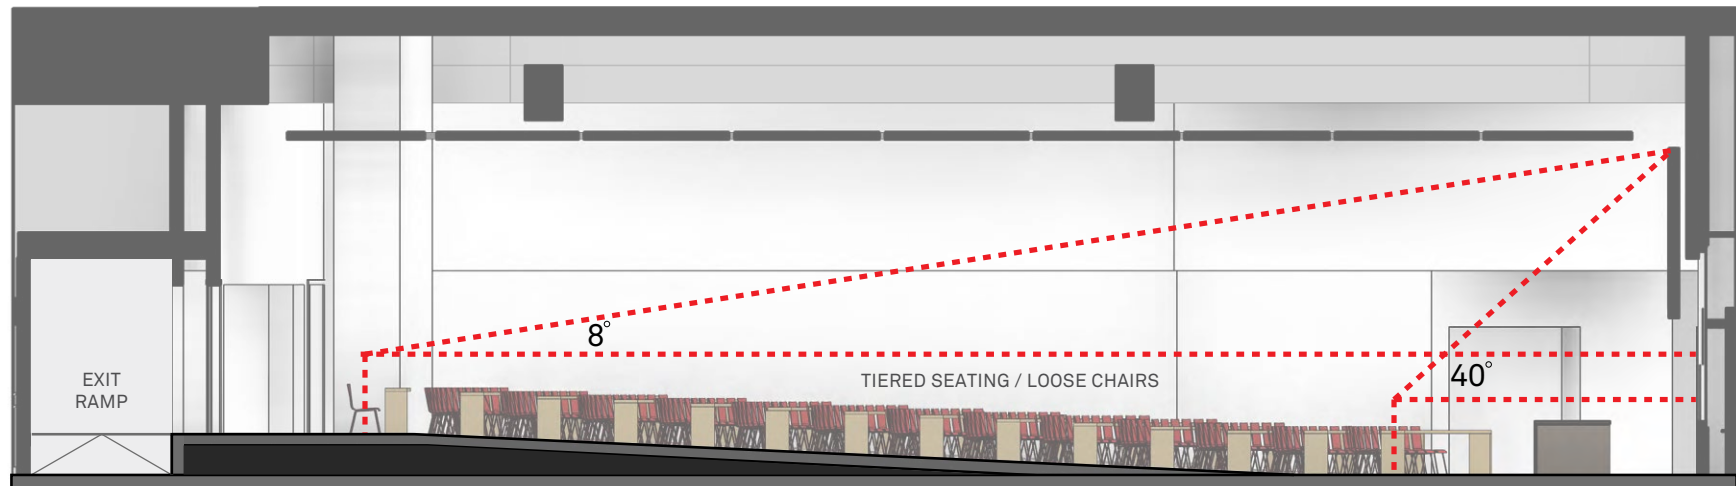 8°
EXIT
RAMP
TIERED SEATING / LOOSE CHAIRS
40°